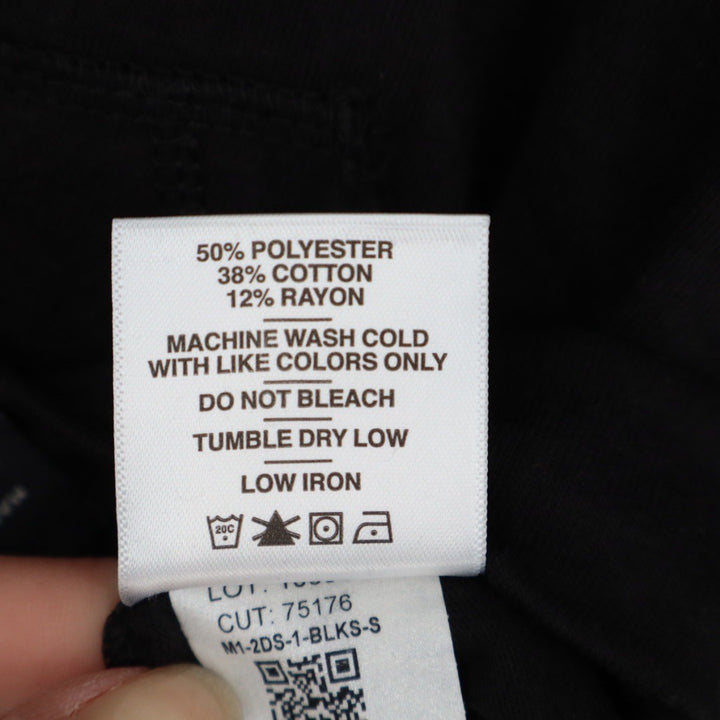 50% POLYESTER
38% COTTON
12% RAYON
MACHINE WASH COLD
WITH LIKE COLORS ONLY
DO NOT BLEACH
TUMBLE DRY LOW
LOW IRON
20C
LOT:
CUT: 75176
M1-2DS-1-BLKS-S